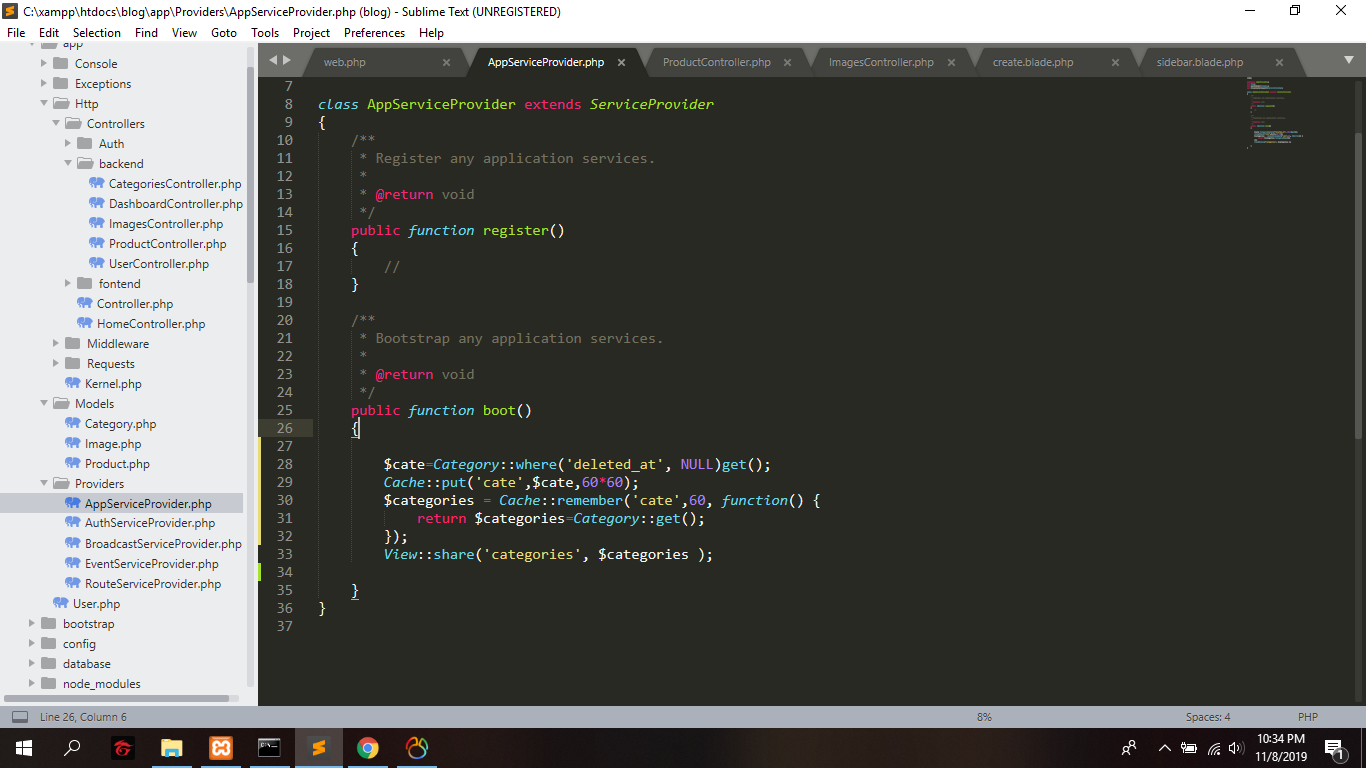 C:\xampp\htdocs\blog\app\Providers\AppServiceProvider.php (blog) - Sublime Text (UNREGISTERED)
File Edit Selection Find View Goto Tools Project Preferences Help
app
Console
Exceptions
Http
Controllers
Auth
backend
CategoriesController.php
DashboardController.php
ImagesController.php
ProductController.php
UserController.php
fontend
Controller.php
HomeController.php
Middleware
Requests
Kernel.php
Models
Category.php
Image.php
Product.php
Providers
AppServiceProvider.php
AuthServiceProvider.php
BroadcastServiceProvider.php
EventServiceProvider.php
RouteServiceProvider.php
User.php
bootstrap
config
database
node_modules
web.php AppServiceProvider.php ProductController.php ImagesController.php create.blade.php sidebar.blade.php
7
8 class AppServiceProvider extends ServiceProvider
9 {
10 /**
11 * Register any application services.
12 *
13 * @return void
14 */
15 public function register()
16 {
17 //
18 }
19
20 /**
21 * Bootstrap any application services.
22 *
23 * @return void
24 */
25 public function boot()
26 {
27
28 $cate=Category::where('deleted_at', NULL)get();
29 Cache::put('cate',$cate,60*60);
30 $categories = Cache::remember('cate',60, function() {
31 return $categories=Category::get();
32 });
33 View::share('categories', $categories );
34
35 }
36 }
37
Line 26, Column 6 8% Spaces: 4 PHP
10:34 PM
11/8/2019
1